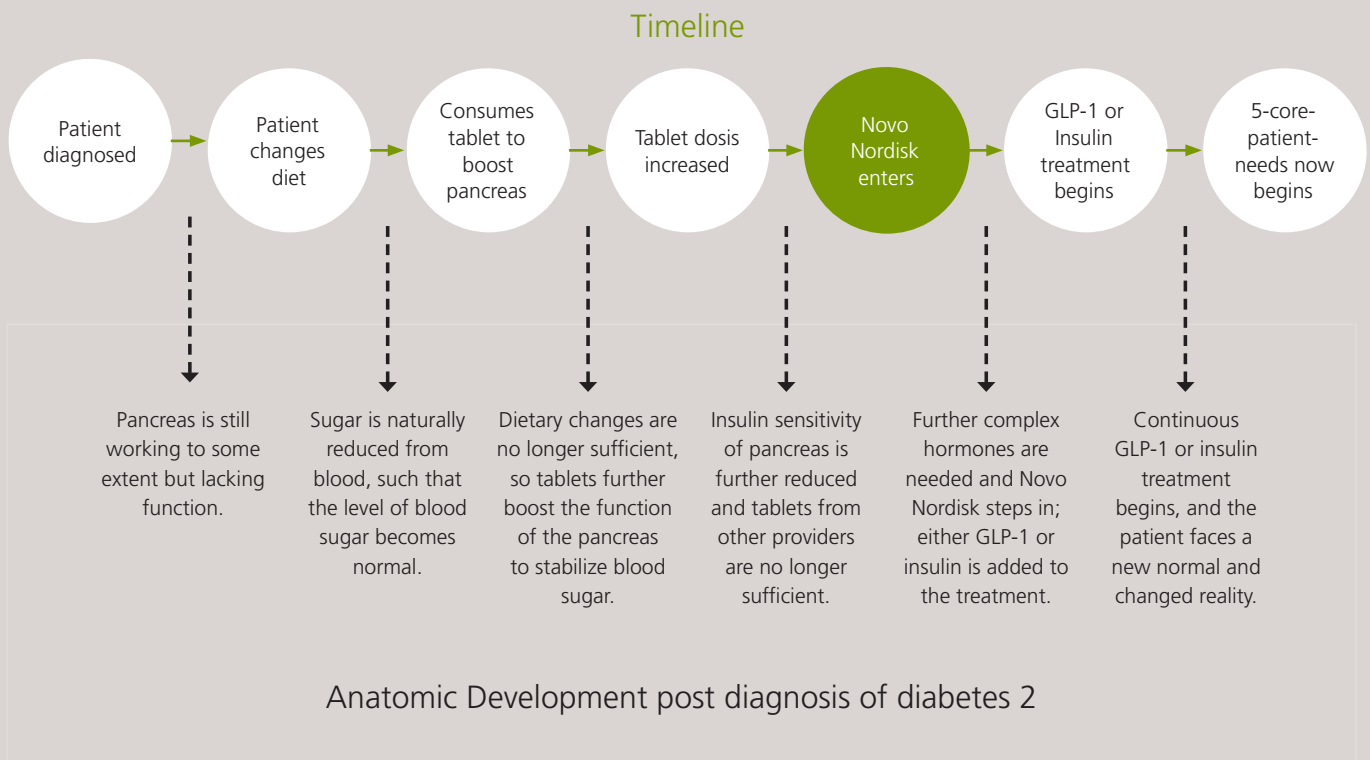 Timeline
Patient
diagnosed
Patient
changes
diet
Consumes
tablet to
boost
pancreas
Tablet dosis
increased
Novo
Nordisk
enters
GLP-1 or
Insulin
treatment
begins
5-core-
patient-
needs now
begins
Pancreas is still
working to some
extent but lacking
function.
Sugar is naturally
reduced from
blood, such that
the level of blood
sugar becomes
normal.
Dietary changes are
no longer sufficient,
so tablets further
boost the function
of the pancreas
to stabilize blood
sugar.
Insulin sensitivity
of pancreas is
further reduced
and tablets from
other providers
are no longer
sufficient.
Further complex
hormones are
needed and Novo
Nordisk steps in;
either GLP-1 or
insulin is added to
the treatment.
Continuous
GLP-1 or insulin
treatment
begins, and the
patient faces a
new normal and
changed reality.
Anatomic Development post diagnosis of diabetes 2